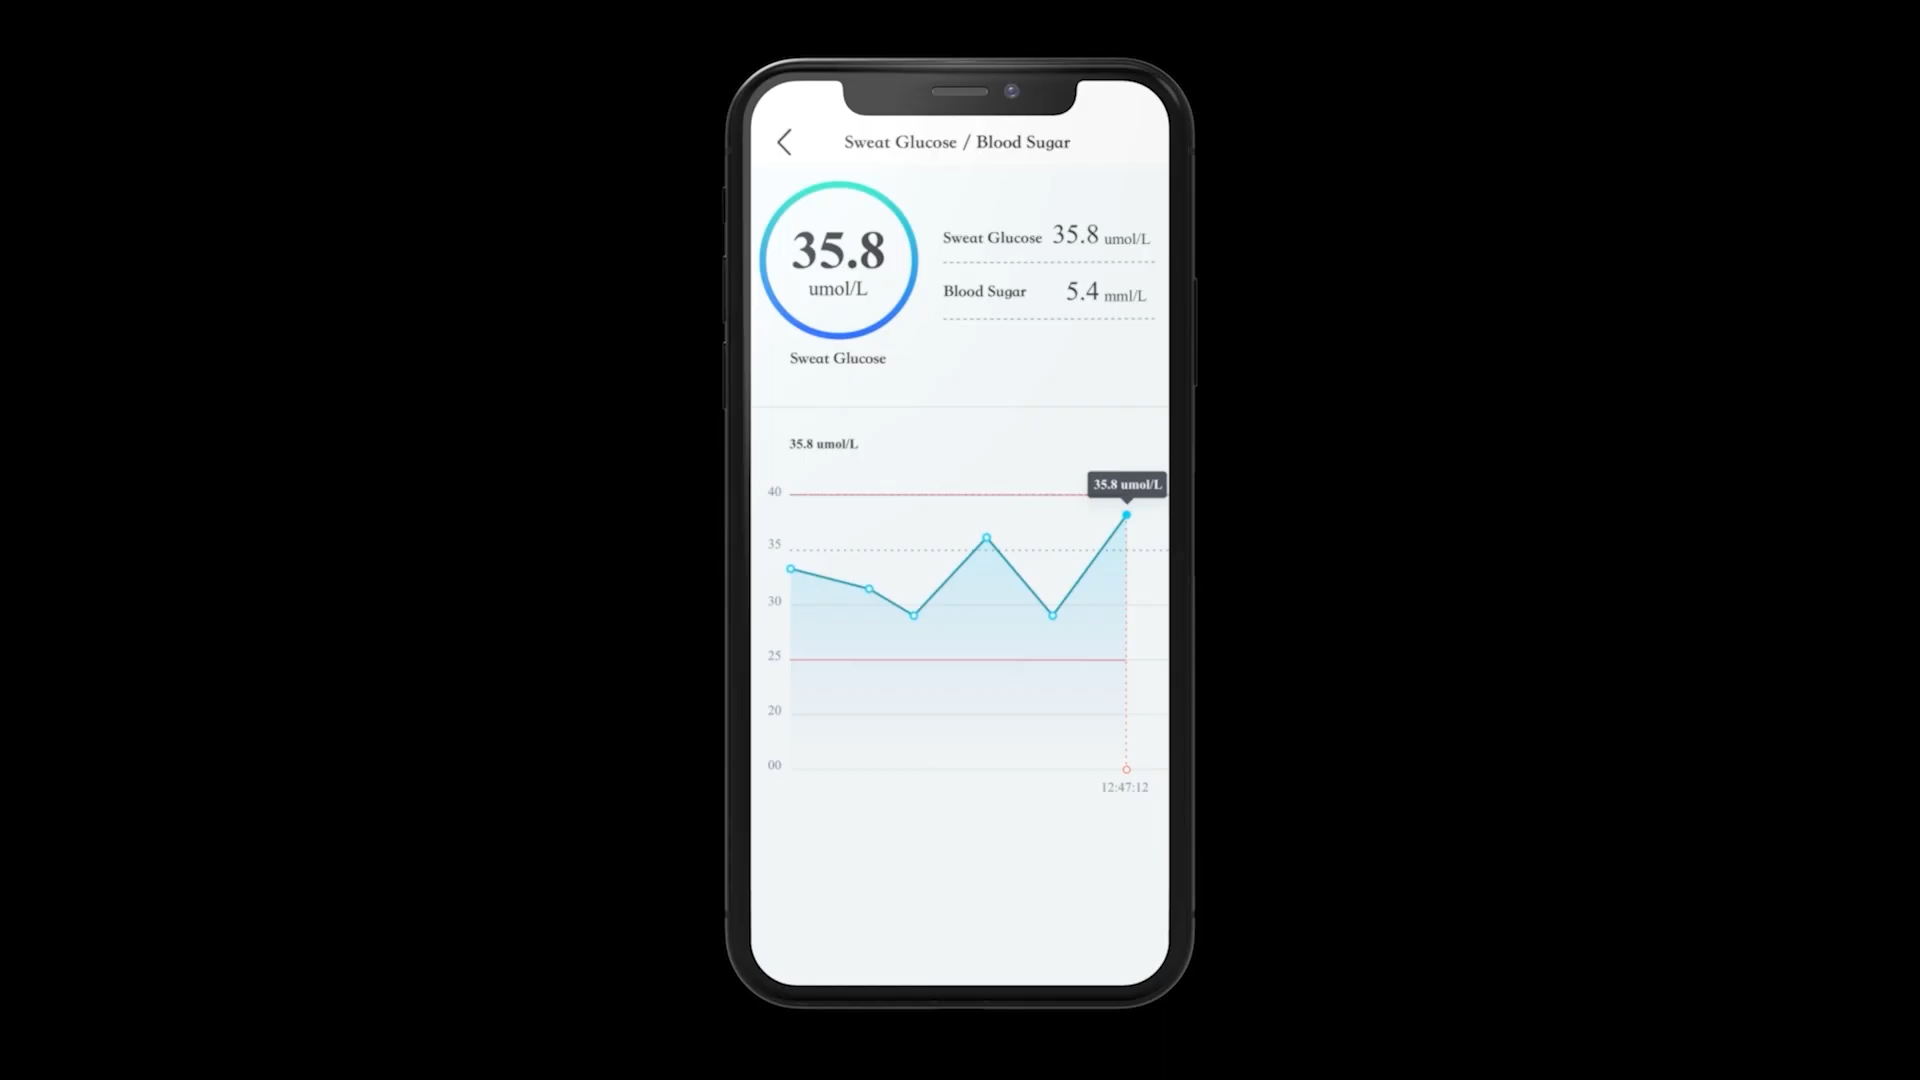 Sweat Glucose / Blood Sugar
35.8
umol/L
Sweat Glucose
Sweat Glucose 35.8 umol/L
Blood Sugar 5.4 mml/L
35.8 umol/L
35.8 umol/L
40
35
30
25
20
00
12:47:12